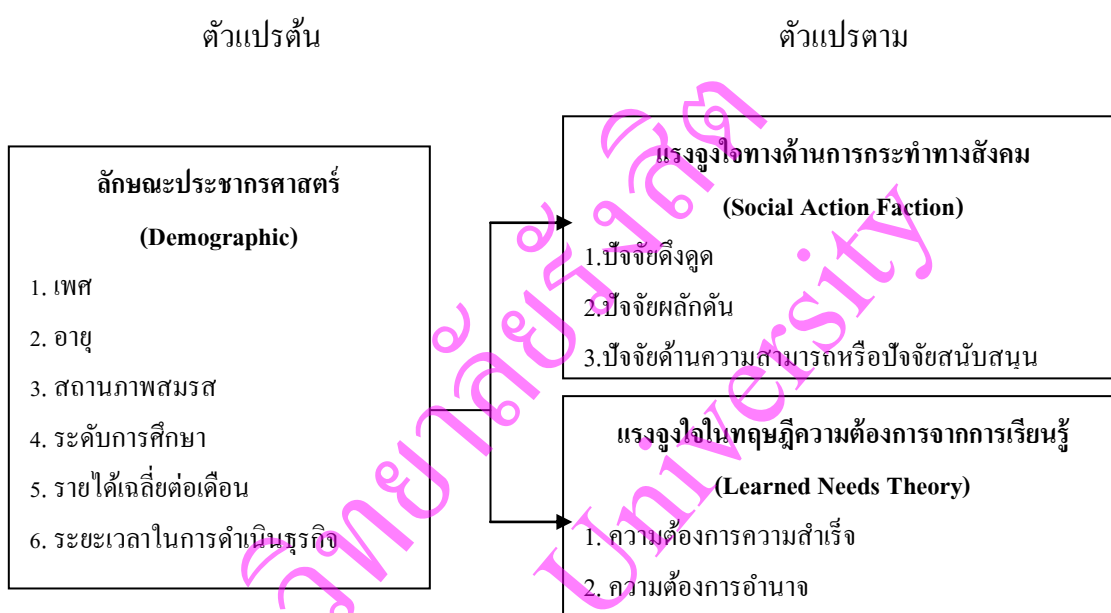 ตัวแปรต้น
ตัวแปรตาม
ลักษณะประชากรศาสตร์
(Demographic)
1. เพศ
2. อายุ
3. สถานภาพสมรส
4. ระดับการศึกษา
5. รายได้เฉลี่ยต่อเดือน
6. ระยะเวลาในการดำเนินธุรกิจ
แรงจูงใจทางด้านการกระทำทางสังคม
(Social Action Faction)
1.ปัจจัยดึงดูด
2.ปัจจัยผลักดัน
3.ปัจจัยด้านความสามารถหรือปัจจัยสนับสนุน
แรงจูงใจในทฤษฎีความต้องการจากการเรียนรู้
(Learned Needs Theory)
1. ความต้องการความสำเร็จ
2. ความต้องการอำนาจ
วิทยาลัยรังสิต
University